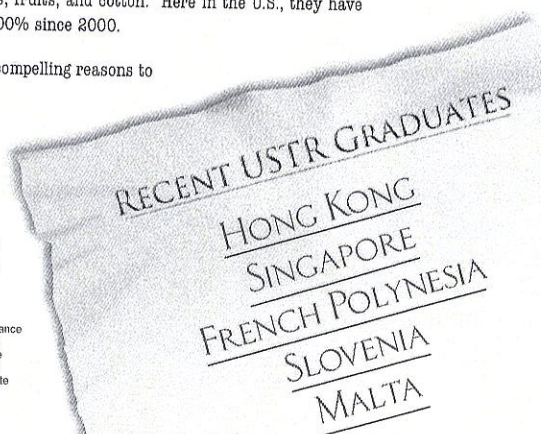 , fruits, and cotton. Here in the U.S., they have
00% since 2000.
compelling reasons to
RECENT USTR GRADUATES
HONG KONG
SINGAPORE
FRENCH POLYNESIA
SLOVENIA
MALTA